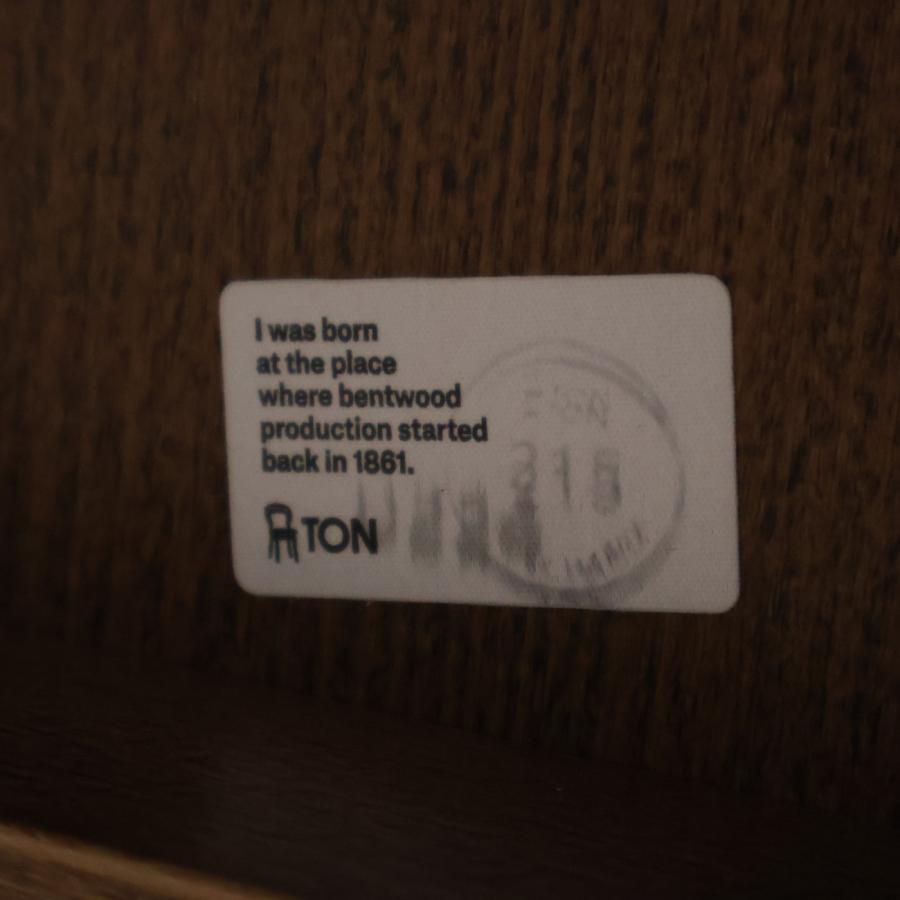 I was born
at the place
where bentwood
production started
back in 1861.
TON